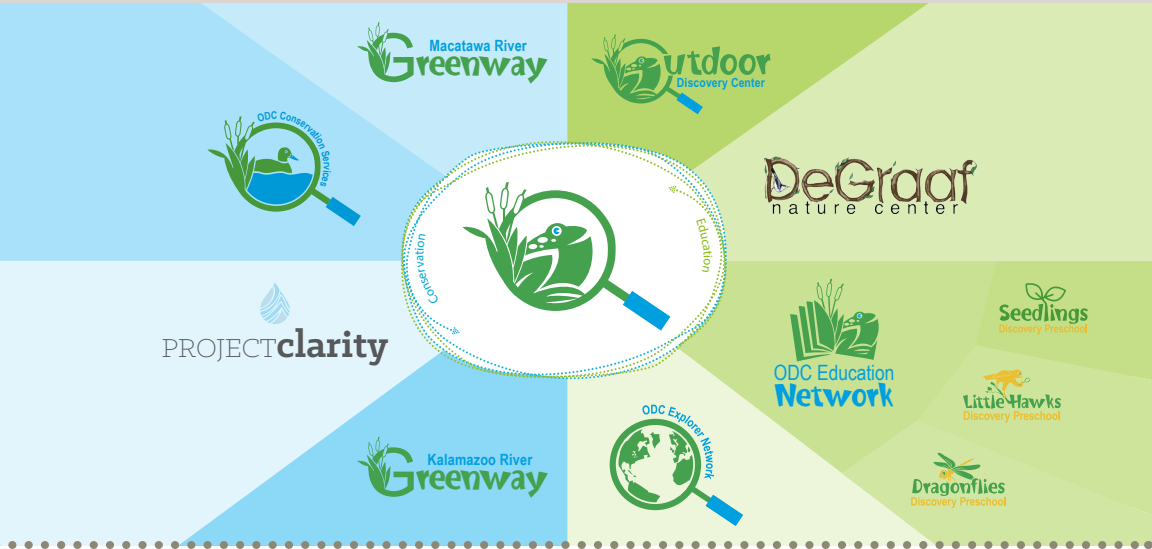 Macatawa River
Greenway
Outdoor
Discovery Center
ODC Conservation Services
DeGraaf
nature center
Conservation
Education
PROJECTclarity
ODC Education
Network
Seedlings
Discovery Preschool
Little Hawks
Discovery Preschool
Dragonflies
Discovery Preschool
Kalamazoo River
Greenway
ODC Explorer Network